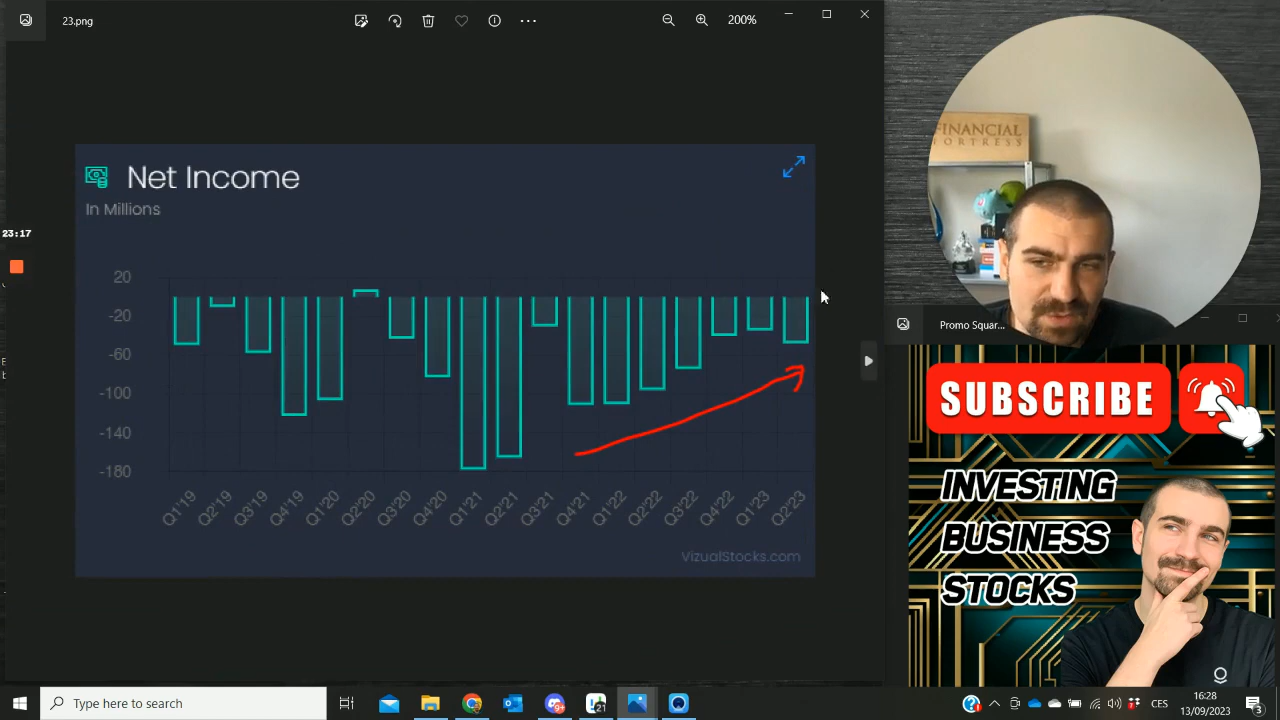 23.png
200%
FINANCIAL
FORTRESS
Net Income
In Millions
23:17
20
-20
-60
-100
-140
-180
Q1'19
Q2'19
Q3'19
Q4'19
Q1'20
Q2'20
Q3'20
Q4'20
Q1'21
Q2'21
Q3'21
Q4'21
Q1'22
Q2'22
Q3'22
Q4'22
Q1'23
Q2'23
VizualStocks.com
Promo Squar...
SUBSCRIBE
INVESTING
BUSINESS
STOCKS
Type here to search
21
CES
16:28
13/09/2023
3